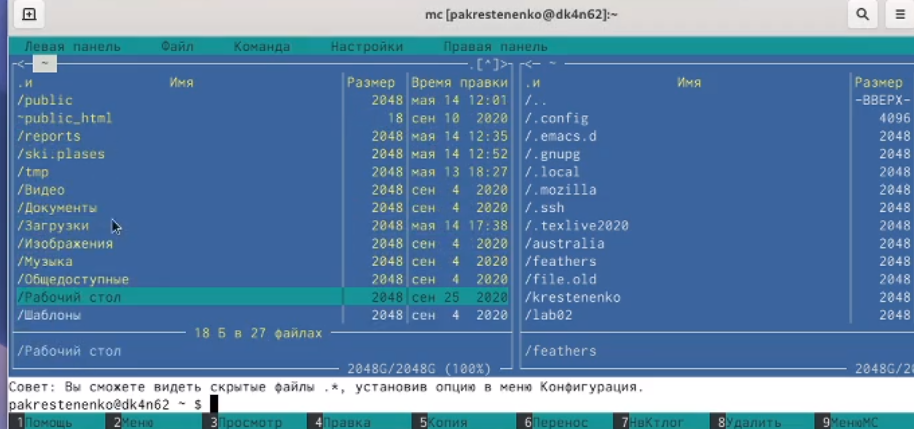 mc [pakrestenenko@dk4n62]:~
Левая панель Файл Команда Настройки Правая панель
<- ~ .[^]> <- ~
.и Имя Размер Время правки .и Имя Размер
/public 2048 мая 14 12:01 /.. -ВВЕРХ-
~public_html 18 сен 10 2020 /.config 4096
/reports 2048 мая 14 12:35 /.emacs.d 2048
/ski.plases 2048 мая 14 12:52 /.gnupg 2048
/tmp 2048 мая 13 18:27 /.local 2048
/Видео 2048 сен 4 2020 /.mozilla 2048
/Документы 2048 сен 4 2020 /.ssh 2048
/Загрузки 2048 мая 14 17:38 /.texlive2020 2048
/Изображения 2048 сен 4 2020 /australia 2048
/Музыка 2048 сен 4 2020 /feathers 2048
/Общедоступные 2048 сен 4 2020 /file.old 2048
/Рабочий стол 2048 сен 25 2020 /krestenenko 2048
/Шаблоны 2048 сен 4 2020 /lab02 2048
18 Б в 27 файлах
/Рабочий стол /feathers
2048G/2048G (100%) 2048G/20
Совет: Вы сможете видеть скрытые файлы .*, установив опцию в меню Конфигурация.
pakrestenenko@dk4n62 ~ $
1Помощь 2Меню 3Просмотр 4Правка 5Копия 6Перенос 7НвКтлог 8Удалить 9МенюМС